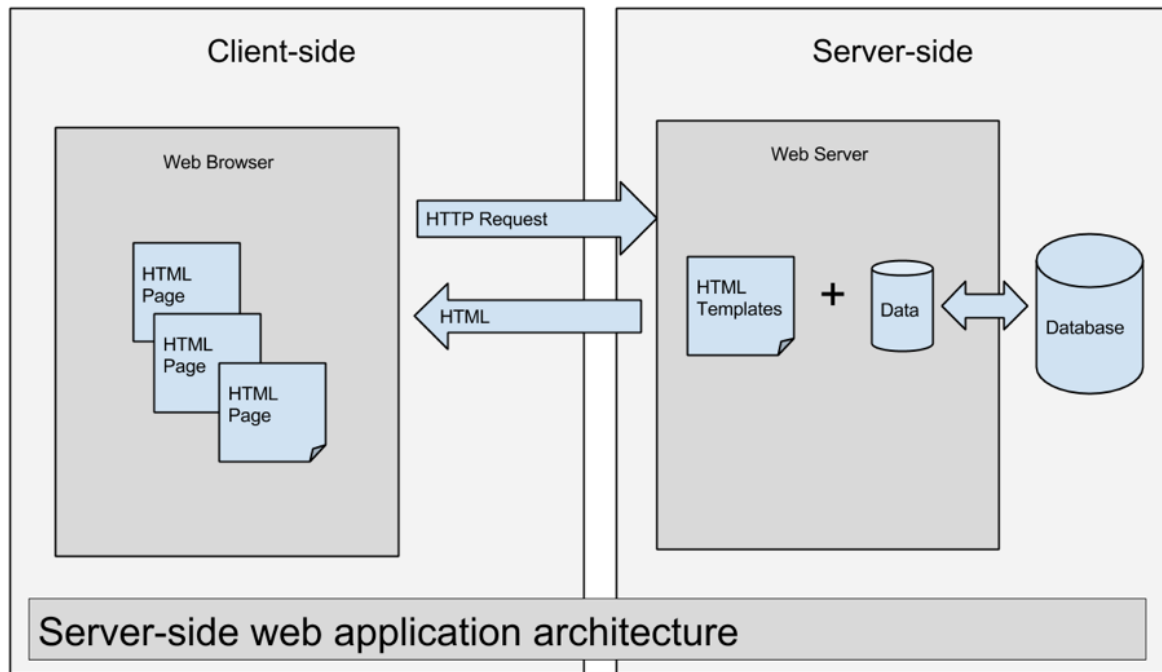 Client-side
Server-side
Web Browser
Web Server
HTTP Request
HTML
HTML
Page
HTML
Page
HTML
Page
HTML
Templates
+
Data
Database
Server-side web application architecture